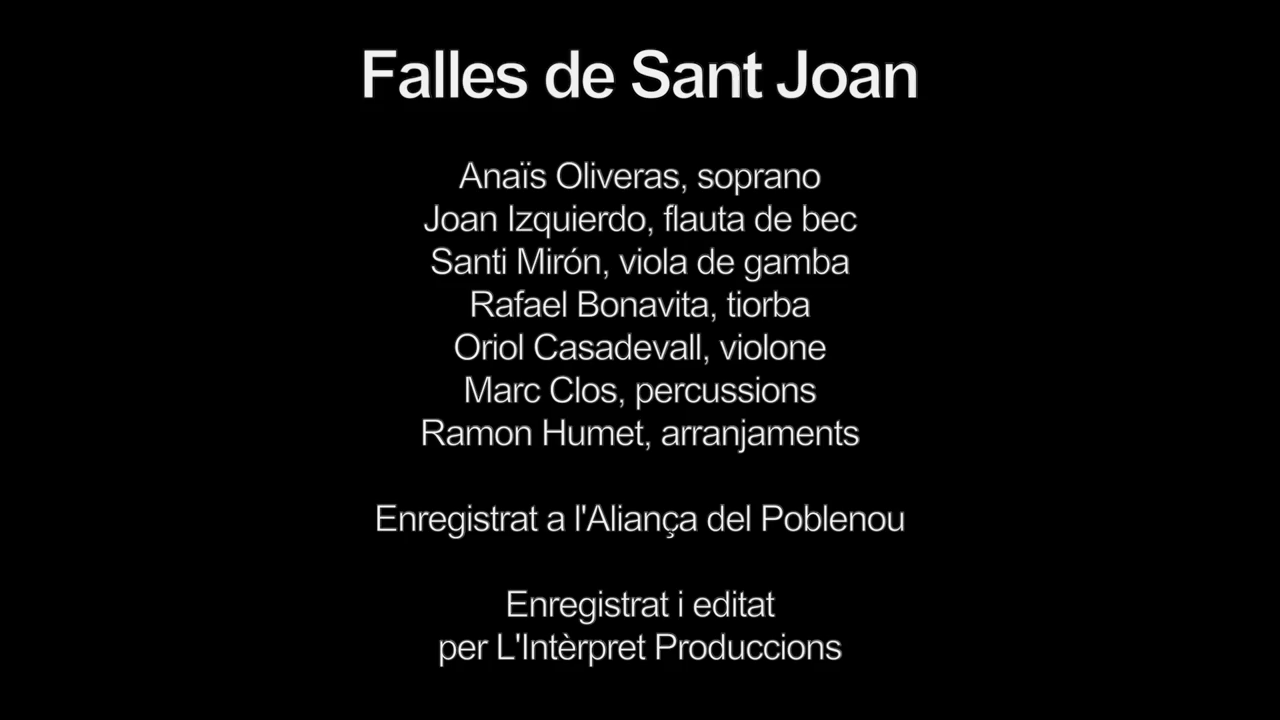 Falles de Sant Joan
Anaïs Oliveras, soprano
Joan Izquierdo, flauta de bec
Santi Mirón, viola de gamba
Rafael Bonavita, tiorba
Oriol Casadevall, violone
Marc Clos, percussions
Ramon Humet, arranjaments
Enregistrat a l'Aliança del Poblenou
Enregistrat i editat
per L'Intèrpret Produccions